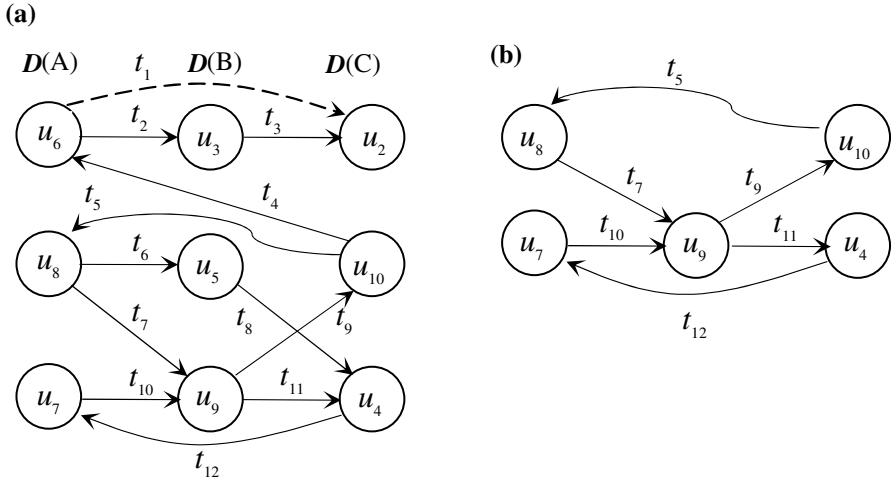 (a)
D(A) t₁ D(B) D(C)
u₆ t₂ u₃ t₃ u₂
t₄
t₅
u₈ t₆ u₅ u₁₀
t₇ t₈ t₉
u₇ t₁₀ u₉ t₁₁ u₄
t₁₂
(b)
t₅
u₈ u₁₀
t₇ t₉
u₇ t₁₀ u₉ t₁₁ u₄
t₁₂